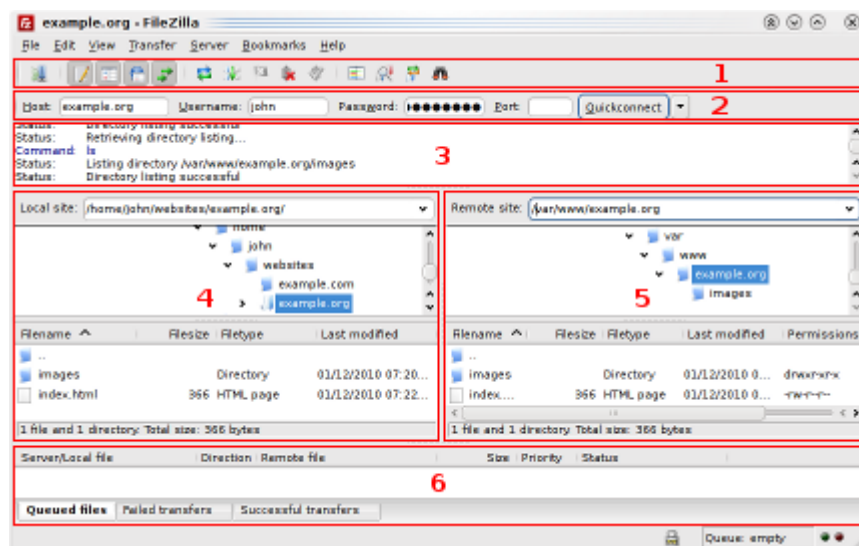 example.org - FileZilla
File Edit View Transfer Server Bookmarks Help
1
Host: example.org Username: john Password: Port: Quickconnect
2
Status: Directory listing successful
Status: Retrieving directory listing...
Command: ls
Status: Listing directory /var/www/example.org/images
Status: Directory listing successful
3
Local site: /home/john/websites/example.org/
home
john
websites
example.com
example.org
4
Filename Filesize Filetype Last modified
..
images Directory 01/12/2010 07:20...
index.html 366 HTML page 01/12/2010 07:22...
1 file and 1 directory. Total size: 366 bytes
Remote site: /var/www/example.org
var
www
example.org
images
5
Filename Filesize Filetype Last modified Permissions
..
images Directory 01/12/2010 0... drwxr-xr-x
index.... 366 HTML page 01/12/2010 0... -rw-r--r--
1 file and 1 directory. Total size: 366 bytes
Server/Local file Direction Remote file Size Priority Status
6
Queued files Failed transfers Successful transfers
Queue: empty